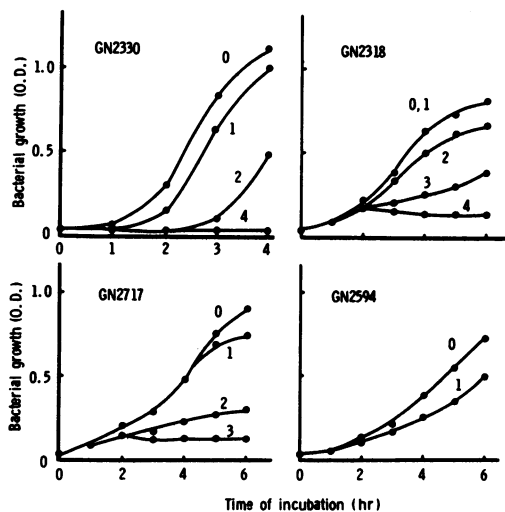 GN2330
Bacterial growth (O.D.)
1.0
0.5
0
0
1
2
4
0 1 2 3 4
GN2318
0,1
2
3
4
0 2 4 6
GN2717
Bacterial growth (O.D.)
1.0
0.5
0
0
1
2
3
0 2 4 6
GN2594
0
1
0 2 4 6
Time of incubation (hr)